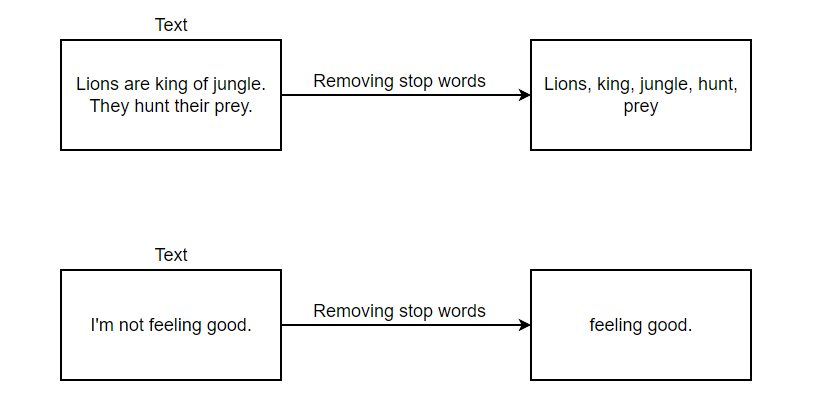 Text
Lions are king of jungle.
They hunt their prey.
Removing stop words
Lions, king, jungle, hunt,
prey
Text
I'm not feeling good.
Removing stop words
feeling good.